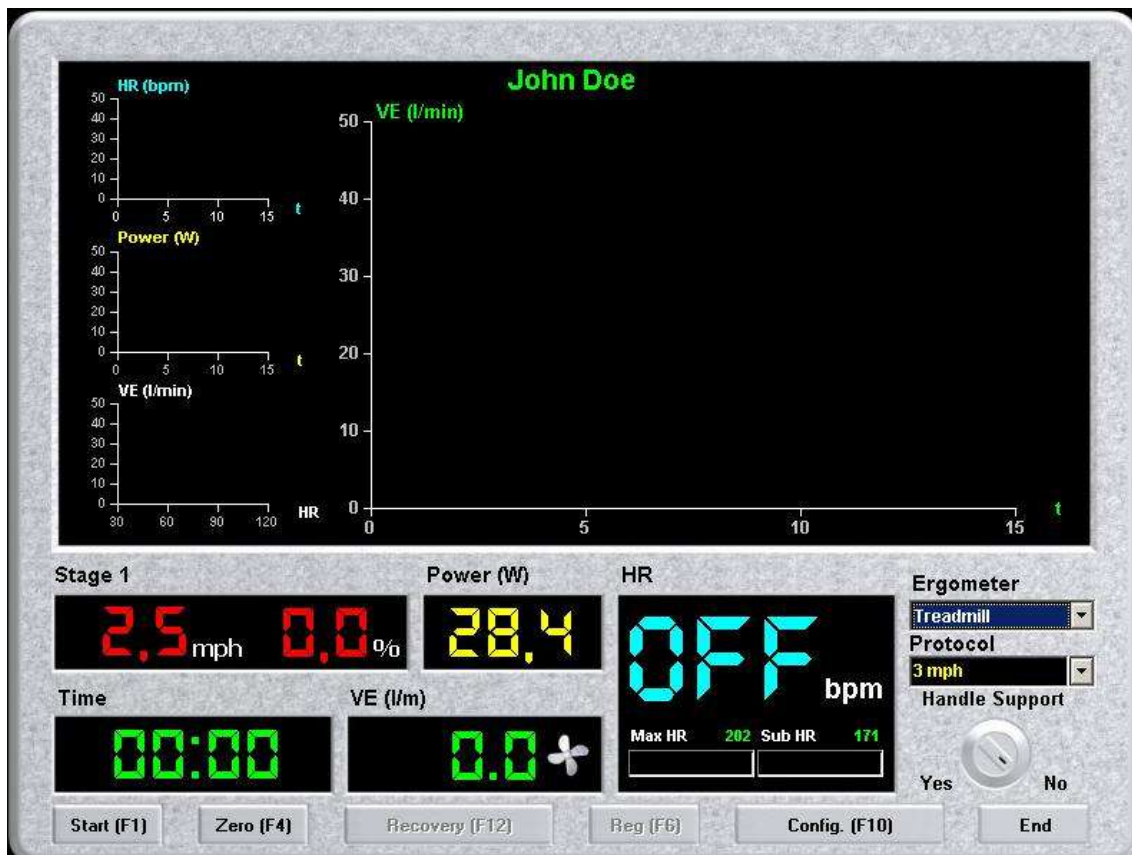 John Doe
HR (bpm)
50
40
30
20
10
0
0 5 10 15 t
Power (W)
50
40
30
20
10
0
0 5 10 15 t
VE (l/min)
50
40
30
20
10
0
30 60 90 120 HR
VE (l/min)
50
40
30
20
10
0
0 5 10 15 t
Stage 1
2,5 mph 0,0 %
Power (W)
28,4
HR
OFF bpm
Max HR 202 Sub HR 171
Ergometer
Treadmill
Protocol
3 mph
Handle Support
Yes No
Time
00:00
VE (l/m)
0.0
Start (F1) Zero (F4) Recovery (F12) Reg (F6) Config. (F10) End